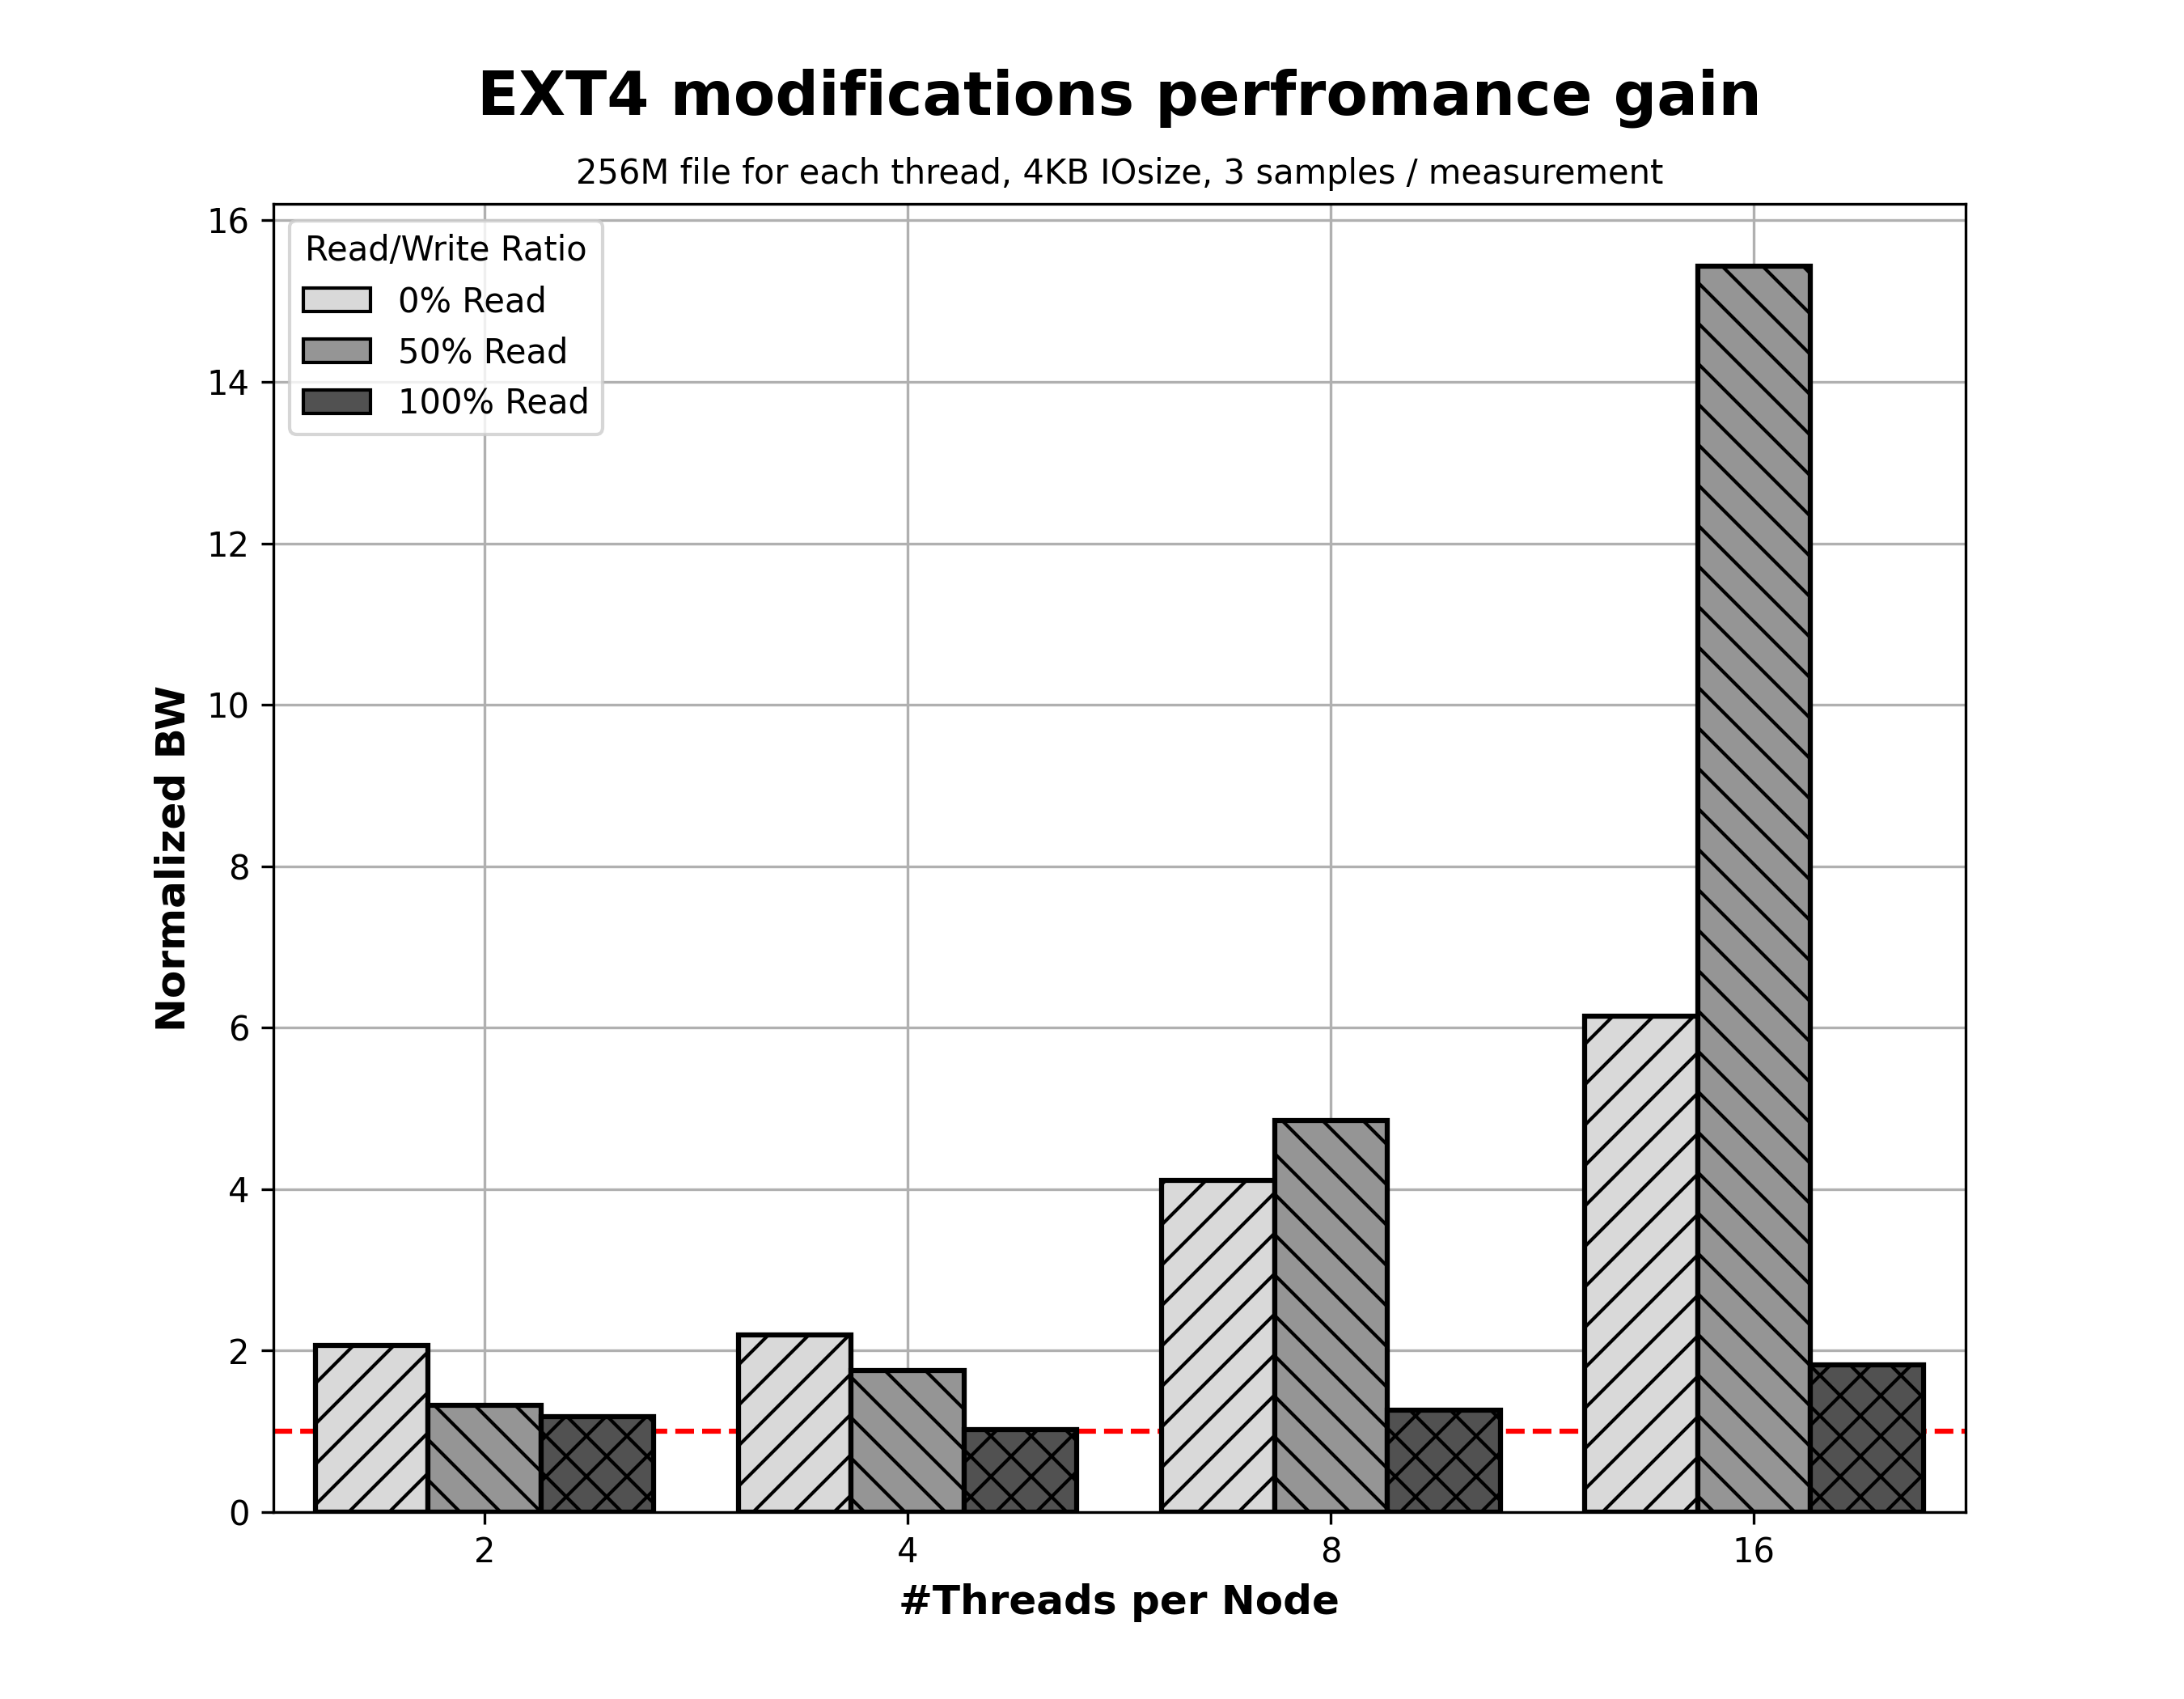 EXT4 modifications perfromance gain
256M file for each thread, 4KB IOsize, 3 samples / measurement
Read/Write Ratio
0% Read
50% Read
100% Read
Normalized BW
16
14
12
10
8
6
4
2
0
2 4 8 16
#Threads per Node